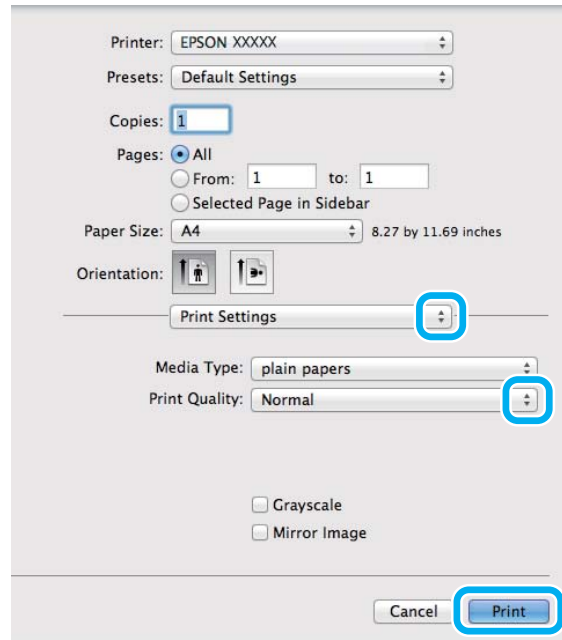 Printer: EPSON XXXXX
Presets: Default Settings
Copies: 1
Pages: All
From: 1 to: 1
Selected Page in Sidebar
Paper Size: A4 8.27 by 11.69 inches
Orientation:
Print Settings
Media Type: plain papers
Print Quality: Normal
Grayscale
Mirror Image
Cancel Print